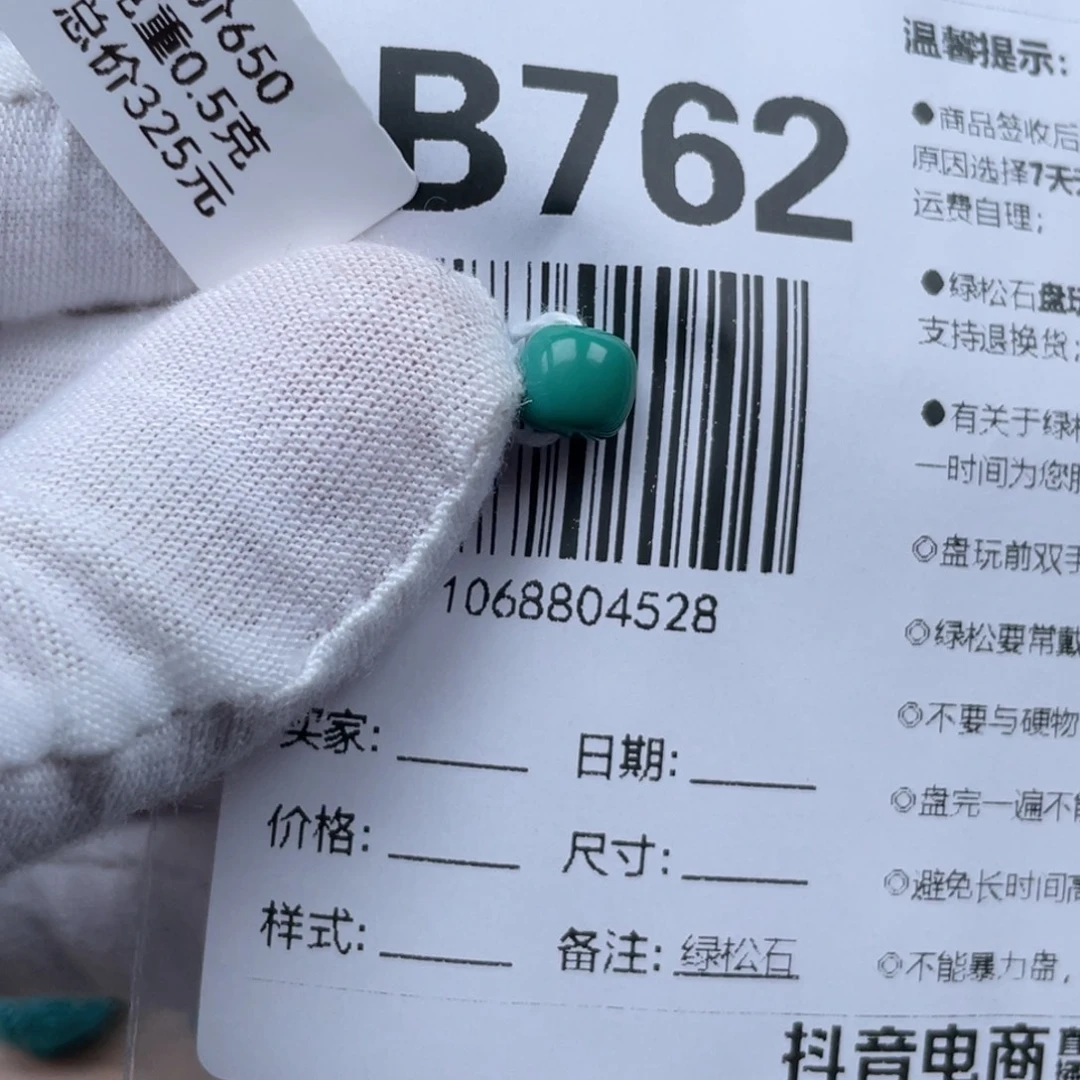 价650
重0.5克
总价325元
B762
1068804528
买家:
日期:
价格:
尺寸:
样式:
备注: 绿松石
温馨提示:
●商品签收后
原因选择7天
运费自理;
●绿松石盘玩
支持退换货;
●有关于绿松
一时间为您服
◎盘玩前双手
◎绿松要常戴
◎不要与硬物
◎盘完一遍不能
◎避免长时间高
◎不能暴力盘,
抖音电商